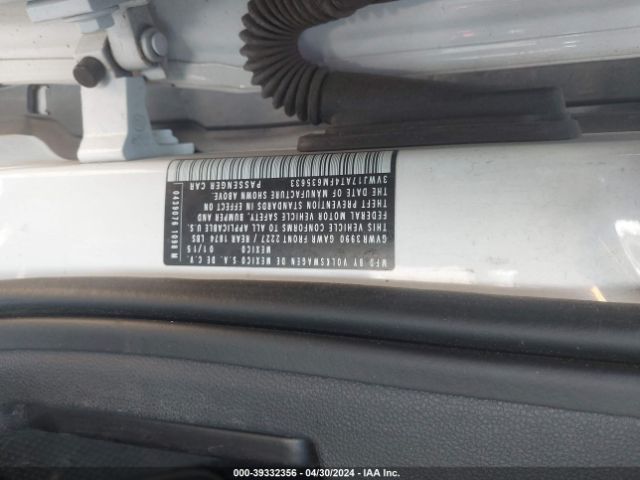 MFD BY VOLKSWAGEN DE
MEXICO S.A. DE C.V.
01/15 MEXICO
GVWR 3990 GAWR FRONT 2227 / REAR 1874 LBS
THIS VEHICLE CONFORMS TO ALL APPLICABLE U.S.
FEDERAL MOTOR VEHICLE SAFETY, BUMPER AND
THEFT PREVENTION STANDARDS IN EFFECT ON
THE DATE OF MANUFACTURE SHOWN ABOVE.
3VWJ17AT4FM635633
PASSENGER CAR
0439076 1098 W
000-39332356 - 04/30/2024 - IAA Inc.